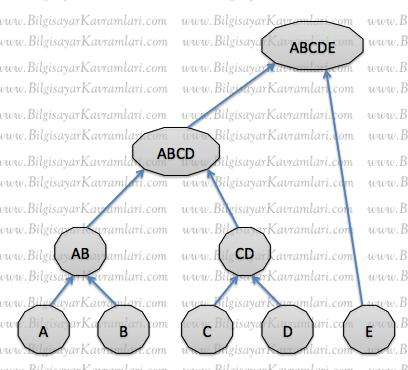 www.BilgisayarKavramlari.com
ABCDE
ABCD
AB CD
A B C D E